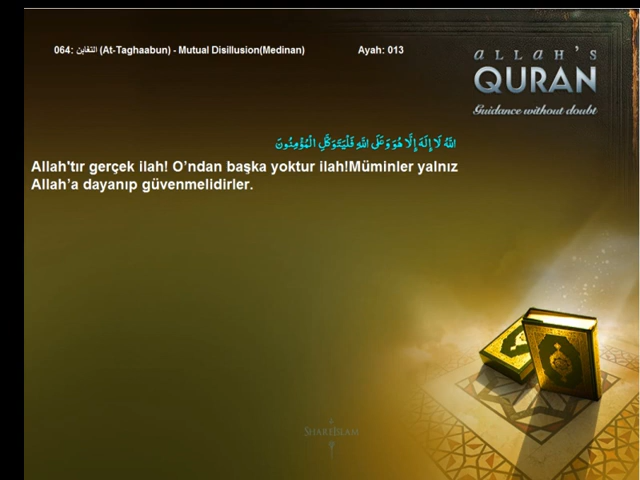 064: التغابن (At-Taghaabun) - Mutual Disillusion(Medinan) Ayah: 013
ALLAH'S
QURAN
Guidance without doubt
اللَّهُ لَا إِلَهَ إِلَّا هُوَ وَعَلَى اللَّهِ فَلْيَتَوَكَّلِ الْمُؤْمِنُونَ
Allah'tır gerçek ilah! O’ndan başka yoktur ilah!Müminler yalnız
Allah’a dayanıp güvenmelidirler.
SHAREISLAM